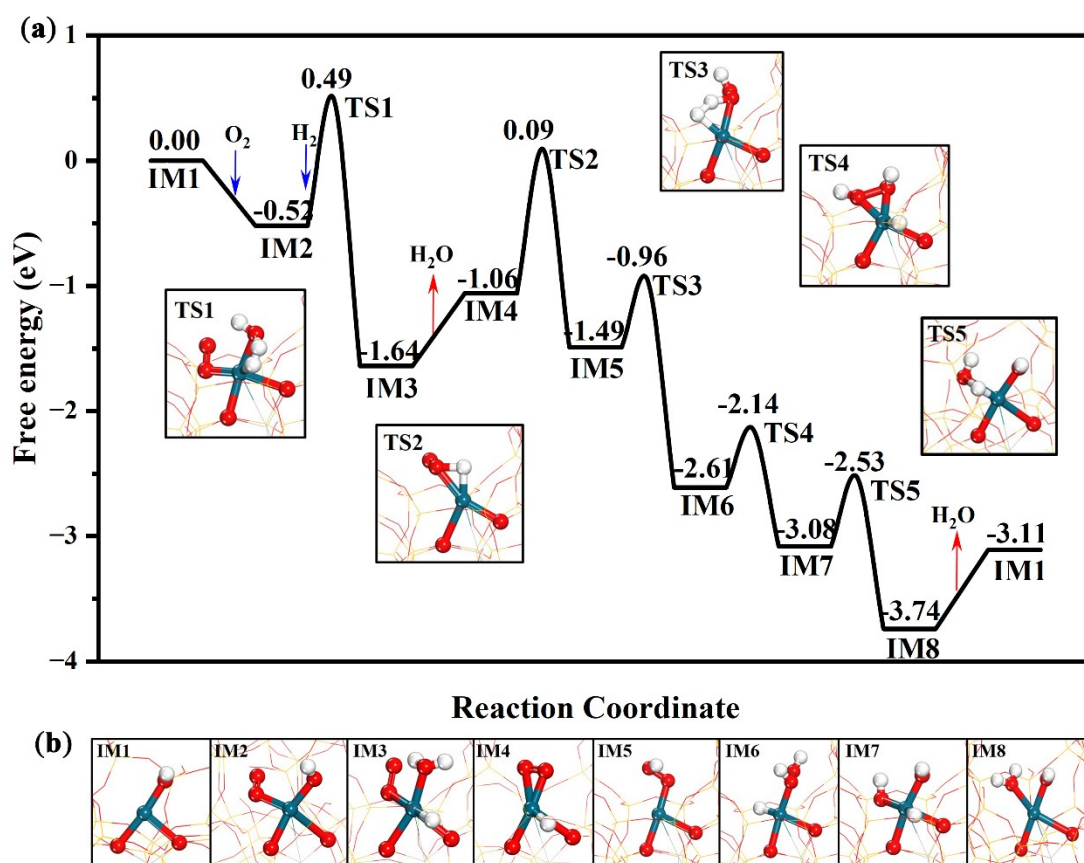 (a)
Free energy (eV)
1
0
−1
−2
−3
−4
0.00
IM1
O₂
-0.52
IM2
H₂
0.49
TS1
-1.64
IM3
H₂O
-1.06
IM4
0.09
TS2
-1.49
IM5
-0.96
TS3
-2.61
IM6
-2.14
TS4
-3.08
IM7
-2.53
TS5
-3.74
IM8
H₂O
-3.11
IM1
TS1
TS2
TS3
TS4
TS5
Reaction Coordinate
(b)
IM1
IM2
IM3
IM4
IM5
IM6
IM7
IM8